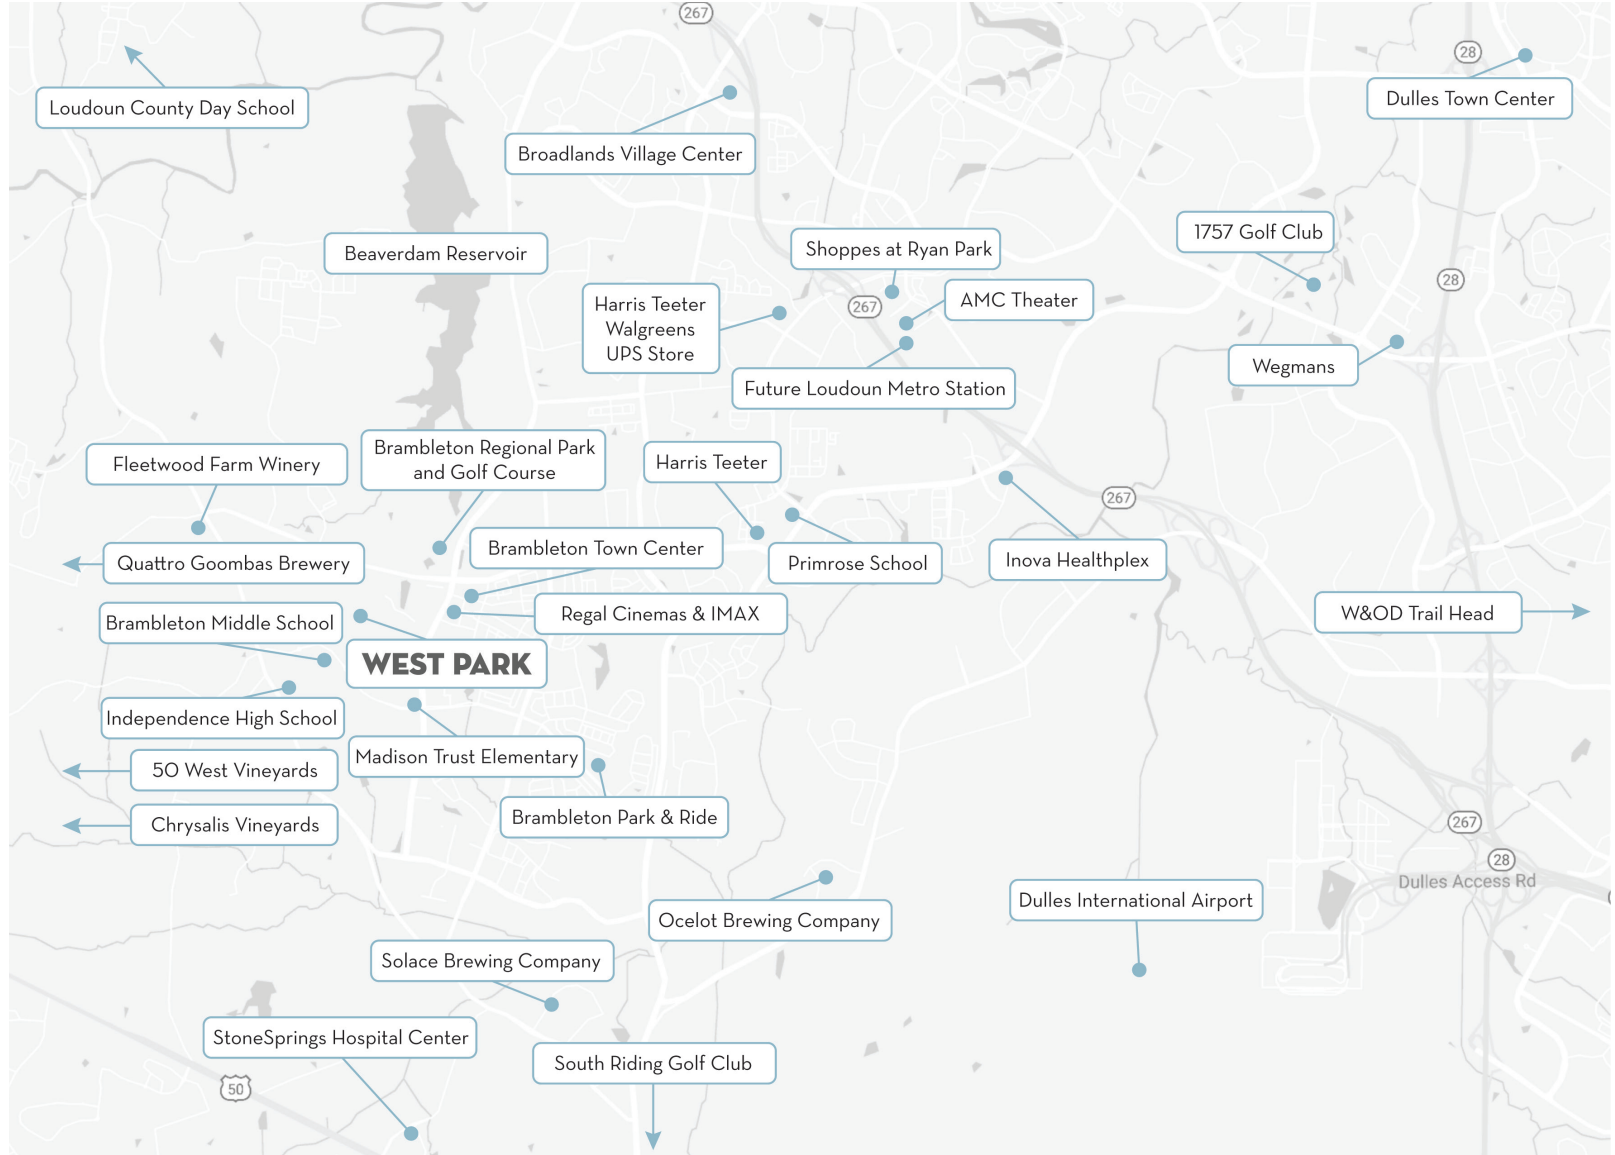 267
28
Dulles Town Center
Loudoun County Day School
Broadlands Village Center
1757 Golf Club
Beaverdam Reservoir
Shoppes at Ryan Park
28
Harris Teeter
Walgreens
UPS Store
267
AMC Theater
Wegmans
Future Loudoun Metro Station
Fleetwood Farm Winery
Brambleton Regional Park
and Golf Course
Harris Teeter
267
Quattro Goombas Brewery
Brambleton Town Center
Primrose School
Inova Healthplex
Brambleton Middle School
Regal Cinemas & IMAX
W&OD Trail Head
WEST PARK
Independence High School
50 West Vineyards
Madison Trust Elementary
Chrysalis Vineyards
Brambleton Park & Ride
267
28
Dulles Access Rd
Dulles International Airport
Ocelot Brewing Company
Solace Brewing Company
StoneSprings Hospital Center
South Riding Golf Club
50